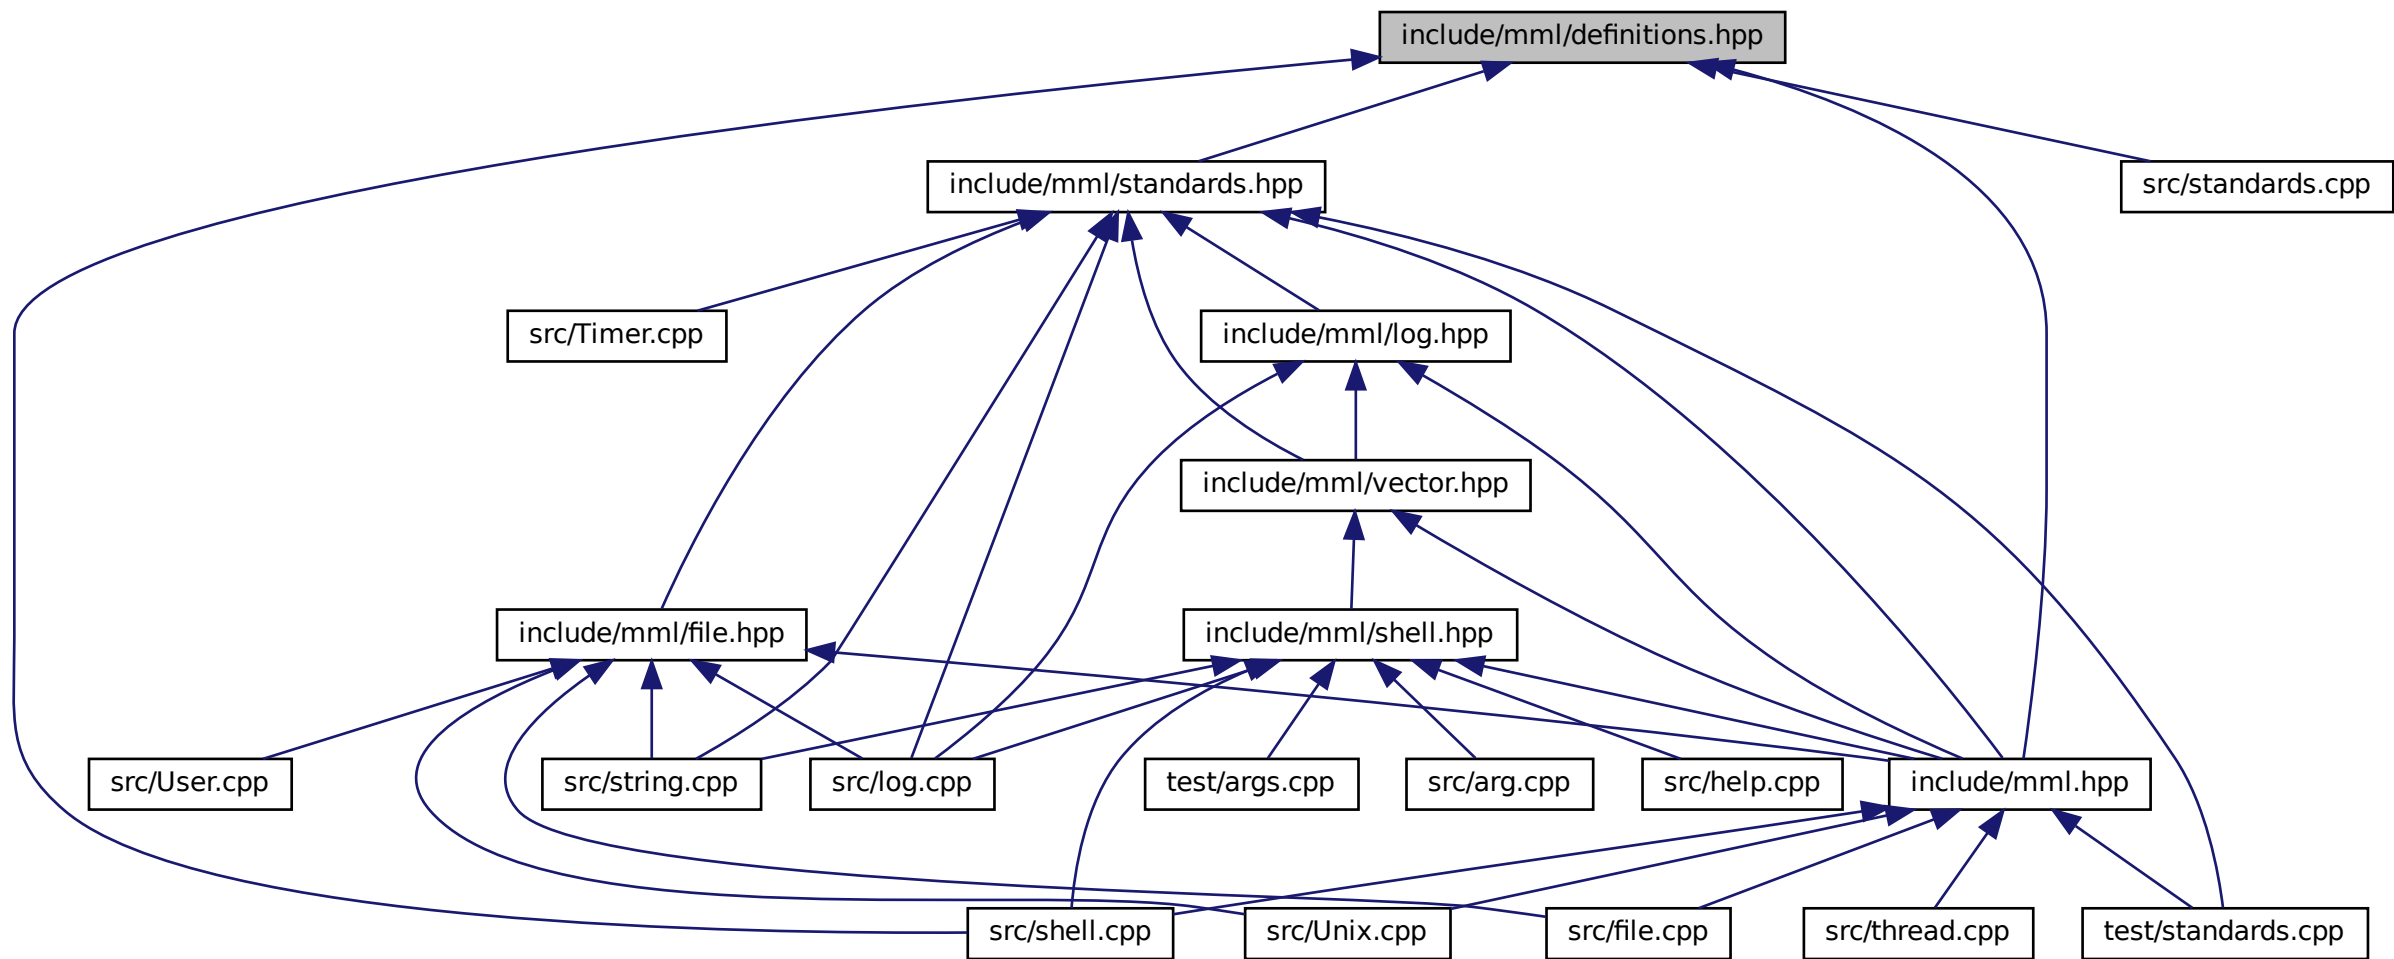 include/mml/definitions.hpp
include/mml/standards.hpp
src/standards.cpp
src/Timer.cpp
include/mml/log.hpp
include/mml/vector.hpp
include/mml/file.hpp
include/mml/shell.hpp
src/User.cpp
src/string.cpp
src/log.cpp
test/args.cpp
src/arg.cpp
src/help.cpp
include/mml.hpp
src/shell.cpp
src/Unix.cpp
src/file.cpp
src/thread.cpp
test/standards.cpp